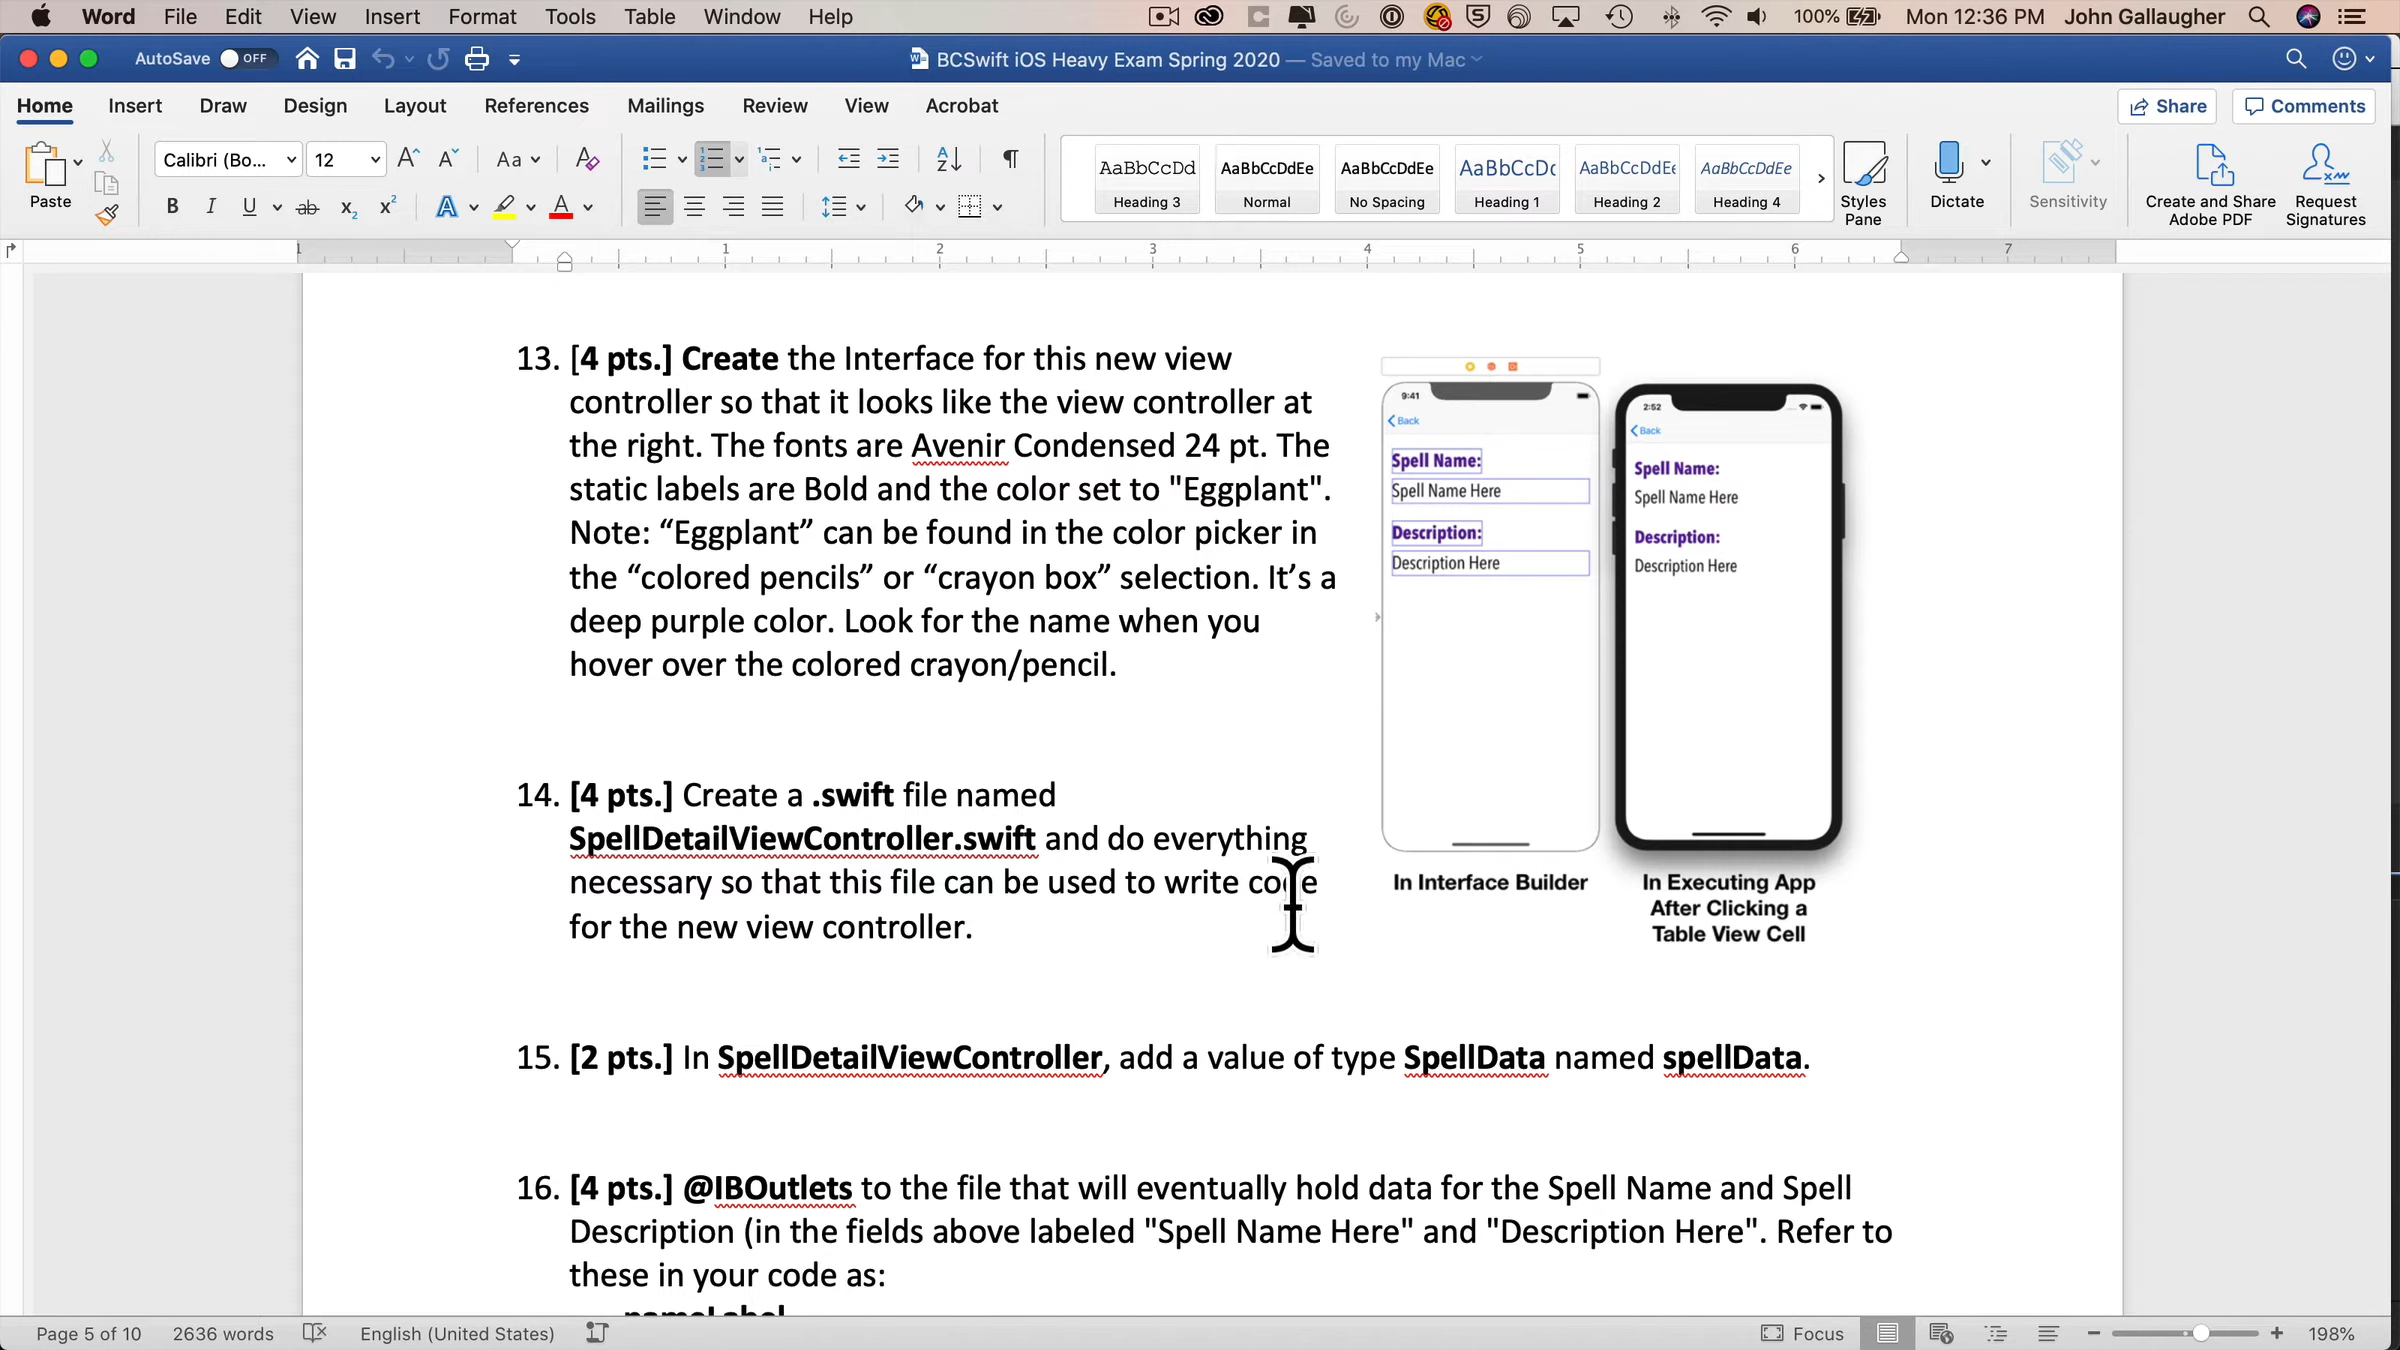 Word File Edit View Insert Format Tools Table Window Help 100% Mon 12:36 PM John Gallaugher
AutoSave OFF BCSwift iOS Heavy Exam Spring 2020 — Saved to my Mac
Home Insert Draw Design Layout References Mailings Review View Acrobat Share Comments
Paste
Calibri (Bo... 12
AaBbCcDd AaBbCcDdEe AaBbCcDdEe AaBbCcDc AaBbCcDdEe AaBbCcDdEe
Heading 3 Normal No Spacing Heading 1 Heading 2 Heading 4
Styles Pane
Dictate
Sensitivity
Create and Share Adobe PDF
Request Signatures
1 1 2 3 4 5 6 7
13. [4 pts.] Create the Interface for this new view
controller so that it looks like the view controller at
the right. The fonts are Avenir Condensed 24 pt. The
static labels are Bold and the color set to "Eggplant".
Note: “Eggplant” can be found in the color picker in
the “colored pencils” or “crayon box” selection. It’s a
deep purple color. Look for the name when you
hover over the colored crayon/pencil.
9:41
Back
Spell Name:
Spell Name Here
Description:
Description Here
In Interface Builder
2:52
Back
Spell Name:
Spell Name Here
Description:
Description Here
In Executing App
After Clicking a
Table View Cell
14. [4 pts.] Create a .swift file named
SpellDetailViewController.swift and do everything
necessary so that this file can be used to write code
for the new view controller.
15. [2 pts.] In SpellDetailViewController, add a value of type SpellData named spellData.
16. [4 pts.] @IBOutlets to the file that will eventually hold data for the Spell Name and Spell
Description (in the fields above labeled "Spell Name Here" and "Description Here". Refer to
these in your code as:
nameLabel
Page 5 of 10 2636 words English (United States) Focus 198%